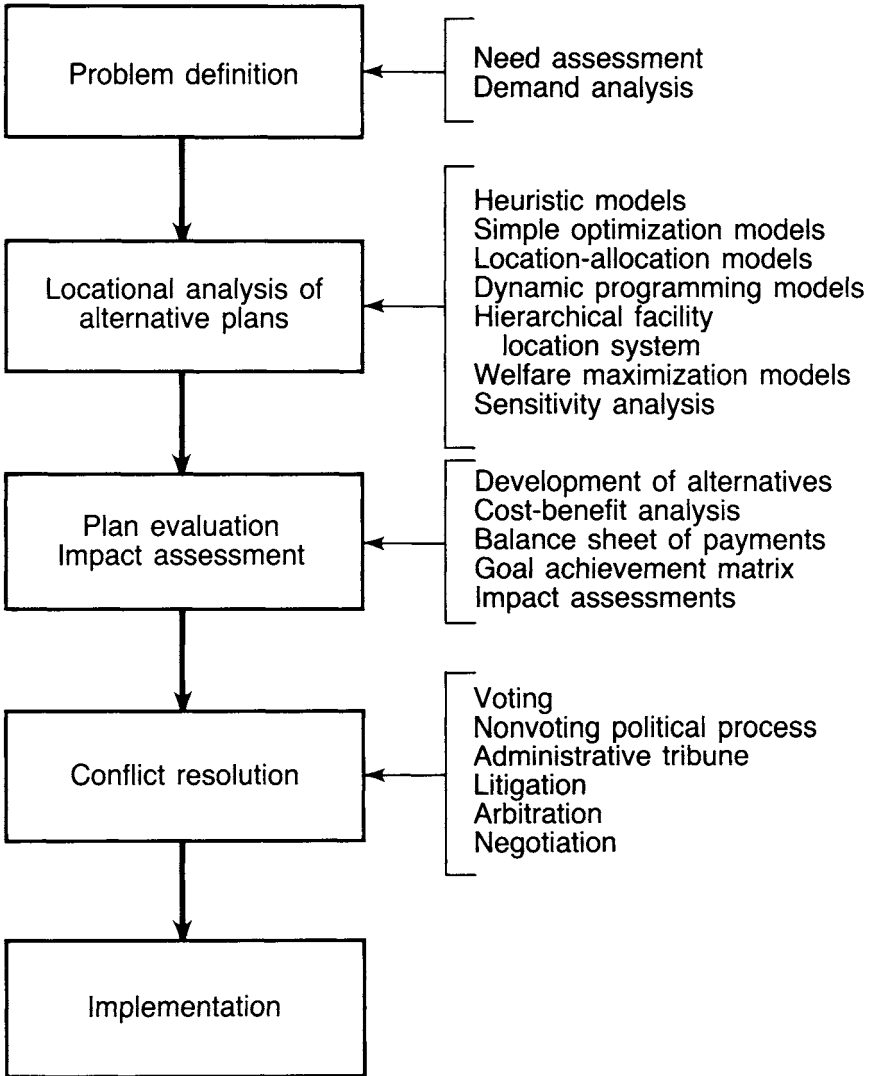 Problem definition
Need assessment
Demand analysis
Locational analysis of
alternative plans
Heuristic models
Simple optimization models
Location-allocation models
Dynamic programming models
Hierarchical facility
location system
Welfare maximization models
Sensitivity analysis
Plan evaluation
Impact assessment
Development of alternatives
Cost-benefit analysis
Balance sheet of payments
Goal achievement matrix
Impact assessments
Conflict resolution
Voting
Nonvoting political process
Administrative tribune
Litigation
Arbitration
Negotiation
Implementation